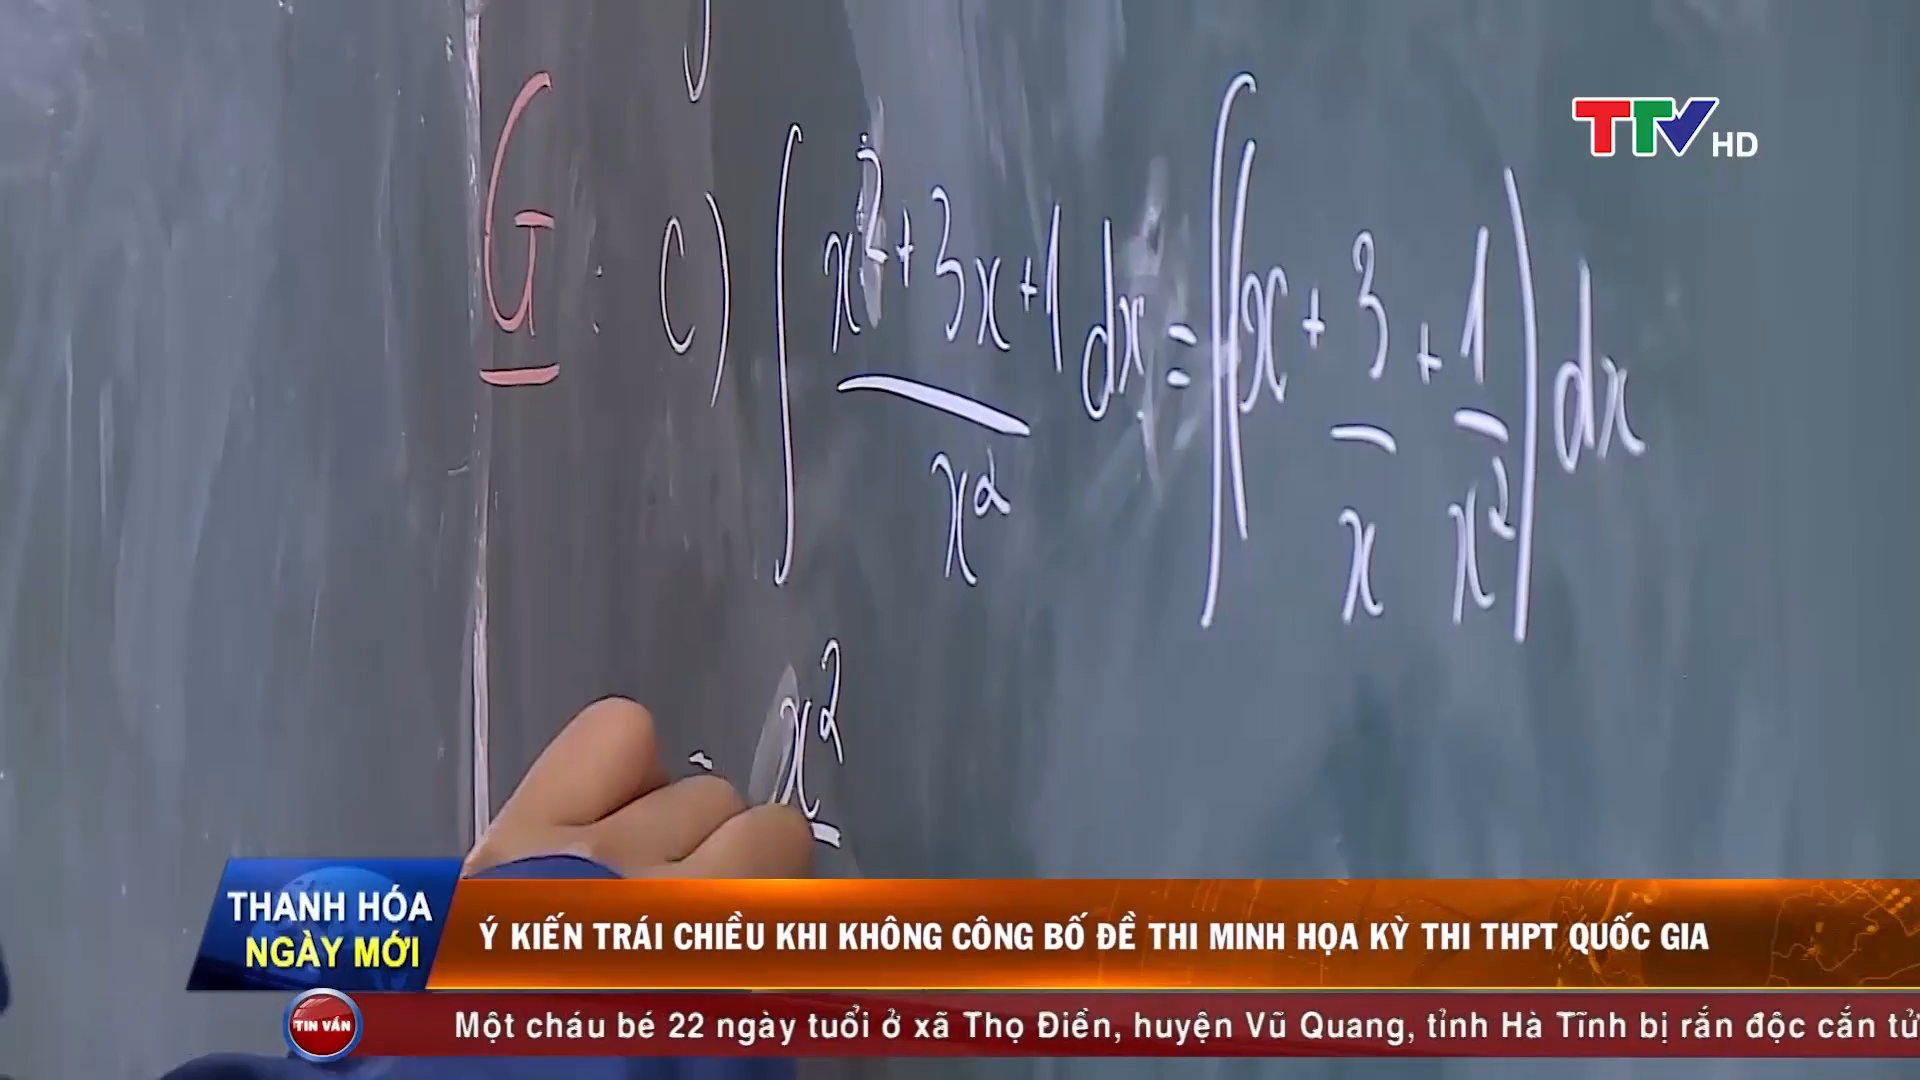 TTV HD
G : c) ∫ (x² + 3x + 1)/x² dx = ∫(x + 3/x + 1/x²) dx
= x²
THANH HÓA NGÀY MỚI
Ý KIẾN TRÁI CHIỀU KHI KHÔNG CÔNG BỐ ĐỀ THI MINH HỌA KỲ THI THPT QUỐC GIA
TIN VẮN
Một cháu bé 22 ngày tuổi ở xã Thọ Điền, huyện Vũ Quang, tỉnh Hà Tĩnh bị rắn độc cắn tử